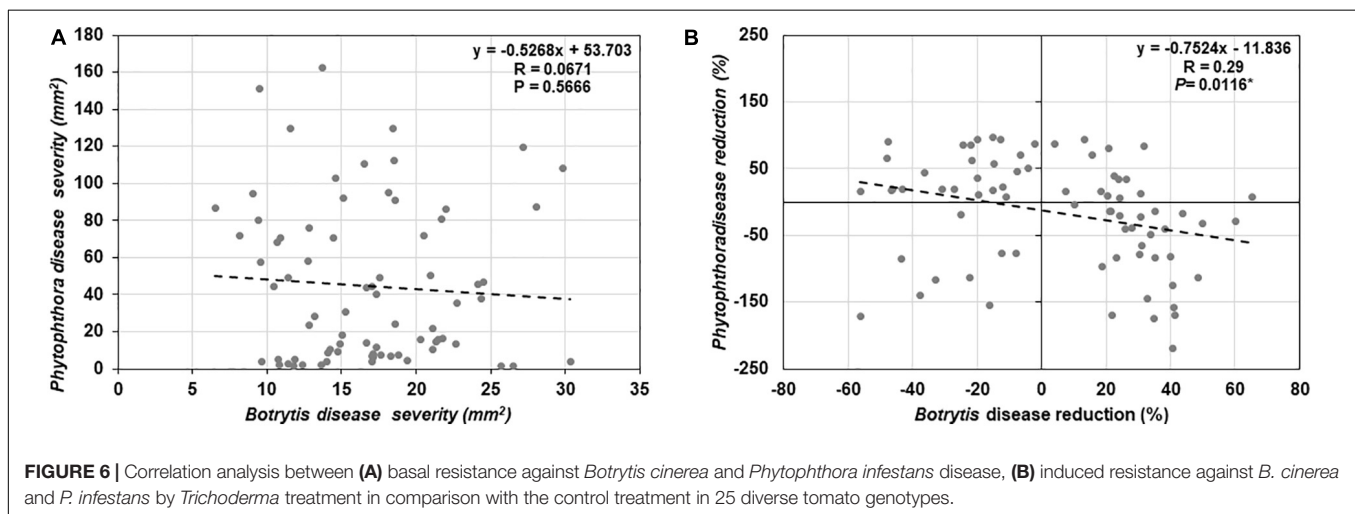 A
y = -0.5268x + 53.703
R = 0.0671
P = 0.5666
Phytophthora disease severity (mm²)
180
160
140
120
100
80
60
40
20
0
0 5 10 15 20 25 30 35
Botrytis disease severity (mm²)
B
y = -0.7524x - 11.836
R = 0.29
P= 0.0116*
Phytophthoradisease reduction (%)
250
150
50
-50
-150
-250
-80 -60 -40 -20 0 20 40 60 80
Botrytis disease reduction (%)
FIGURE 6 | Correlation analysis between (A) basal resistance against Botrytis cinerea and Phytophthora infestans disease, (B) induced resistance against B. cinerea
and P. infestans by Trichoderma treatment in comparison with the control treatment in 25 diverse tomato genotypes.